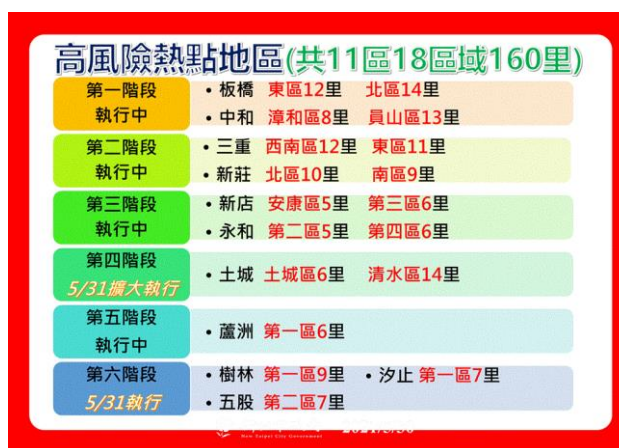 高風險熱點地區(共11區18區域160里)
第一階段
執行中
• 板橋 東區12里 北區14里
• 中和 漳和區8里 員山區13里
第二階段
執行中
• 三重 西南區12里 東區11里
• 新莊 北區10里 南區9里
第三階段
執行中
• 新店 安康區5里 第三區6里
• 永和 第二區5里 第四區6里
第四階段
5/31擴大執行
• 土城 土城區6里 清水區14里
第五階段
執行中
• 蘆洲 第一區6里
第六階段
5/31執行
• 樹林 第一區9里 • 汐止 第一區7里
• 五股 第二區7里
New Taipei City Government